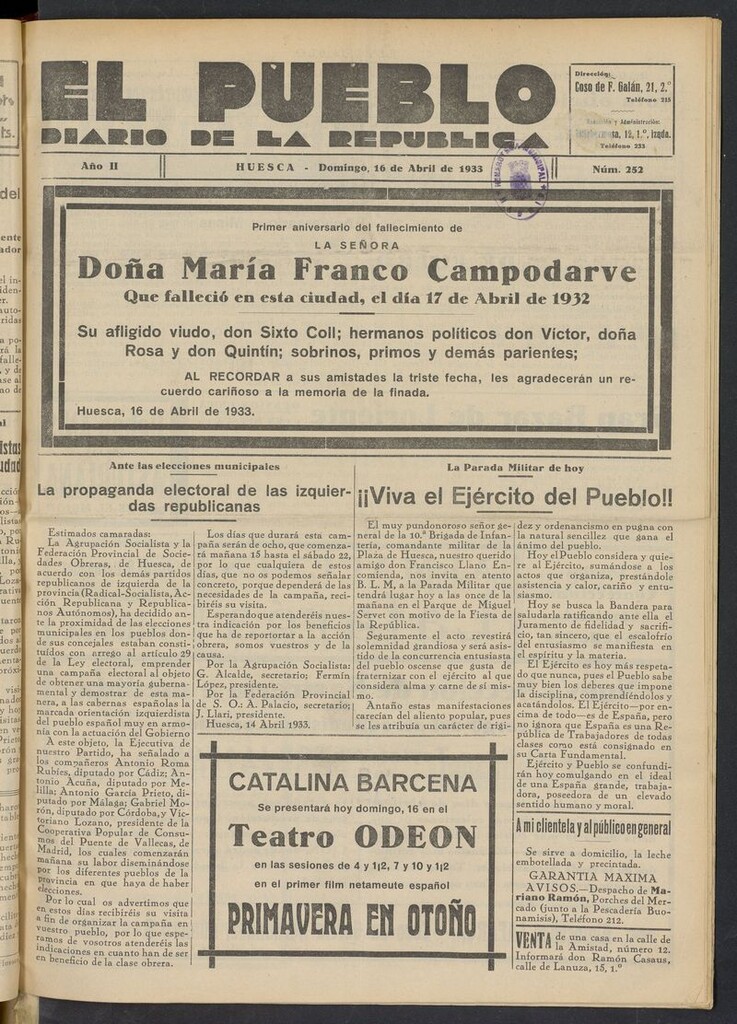 EL PUEBLO
DIARIO DE LA REPUBLICA
Dirección:
Coso de F. Galán, 21, 2.°
Teléfono 215
y Administración:
12, 1.°, izqda.
Teléfono 233
Año II
HUESCA - Domingo, 16 de Abril de 1933
Núm. 252
Primer aniversario del fallecimiento de
LA SEÑORA
Doña María Franco Campodarve
Que falleció en esta ciudad, el día 17 de Abril de 1932
Su afligido viudo, don Sixto Coll; hermanos políticos don Víctor, doña
Rosa y don Quintín; sobrinos, primos y demás parientes;
AL RECORDAR a sus amistades la triste fecha, les agradecerán un re-
cuerdo cariñoso a la memoria de la finada.
Huesca, 16 de Abril de 1933.
Ante las elecciones municipales
La propaganda electoral de las izquier-
das republicanas
Estimados camaradas:
La Agrupación Socialista y la
Federación Provincial de Socie-
dades Obreras, de Huesca, de
acuerdo con los demás partidos
republicanos de izquierda de la
provincia (Radical-Socialista, Ac-
ción Republicana y Republica-
nos Autónomos), ha decidido an-
te la proximidad de las elecciones
municipales en los pueblos don-
de sus concejales estaban consti-
tuídos con arreglo al artículo 29
de la Ley electoral, emprender
una campaña electoral al objeto
de obtener una mayoría guberna-
mental y demostrar de esta ma-
nera, a las cabernas españolas la
marcada orientación izquierdista
del pueblo español muy en armo-
nía con la actuación del Gobierno
A este objeto, la Ejecutiva de
nuestro Partido, ha señalado a
los compañeros Antonio Roma
Rubies, diputado por Cádiz; An-
tonio Acuña, diputado por Me-
lilla; Antonio García Prieto, di-
putado por Málaga; Gabriel Mo-
rón, diputado por Córdoba, y Vic-
toriano Lozano, presidente de la
Cooperativa Popular de Consu-
mos del Puente de Vallecas, de
Madrid, los cuales comenzarán
mañana su labor diseminándose
por los diferentes pueblos de la
provincia en que haya de haber
elecciones.
Por lo cual os advertimos que
en estos días recibiréis su visita
a fin de organizar la campaña en
vuestro pueblo, por lo que espe-
ramos de vosotros atenderéis las
indicaciones en cuanto han de ser
en beneficio de la clase obrera.
Los días que durará esta cam-
paña serán de ocho, que comenza-
rá mañana 15 hasta el sábado 22,
por lo que cualquiera de estos
días, que no os podemos señalar
concreto, porque dependerá de las
necesidades de la campaña, reci-
biréis su visita.
Esperando que atenderéis nues-
tra indicación por los beneficios
que ha de reportar a la acción
obrera, somos vuestros y de la
causa.
Por la Agrupación Socialista:
G. Alcalde, secretario; Fermín
López, presidente.
Por la Federación Provincial
de S. O.: A. Palacio, secretario;
J. Llari, presidente.
Huesca, 14 Abril 1933.
La Parada Militar de hoy
¡¡Viva el Ejército del Pueblo!!
El muy pundonoroso señor ge-
neral de la 10.ª Brigada de Infan-
tería, comandante militar de la
Plaza de Huesca, nuestro querido
amigo don Francisco Llano En-
comienda, nos invita en atento
B. L. M, a la Parada Militar que
tendrá lugar hoy a las once de la
mañana en el Parque de Miguel
Servet con motivo de la Fiesta de
la República.
Seguramente el acto revestirá
solemnidad grandiosa y será asis-
tido de la concurrencia entusiasta
del pueblo oscense que gusta de
fraternizar con el ejército al que
considera alma y carne de sí mis-
mo.
Antaño estas manifestaciones
carecían del aliento popular, pues
se les atribuía un carácter de rigi-
dez y ordenancismo en pugna con
la natural sencillez que gana el
ánimo del pueblo.
Hoy el Pueblo considera y quie-
re al Ejército, sumándose a los
actos que organiza, prestándole
asistencia y calor, cariño y entu-
siasmo.
Hoy se busca la Bandera para
saludarla ratificando ante ella el
Juramento de fidelidad y sacrifi-
cio, tan sincero, que el escalofrío
del entusiasmo se manifiesta en
el espíritu y la materia.
El Ejército es hoy más respeta-
do que nunca, pues el Pueblo sabe
muy bien los deberes que impone
la disciplina, comprendiéndolos y
acatándolos. El Ejército—por en-
cima de todo—es de España, pero
no ignora que España es una Re-
pública de Trabajadores de todas
clases como está consignado en
su Carta Fundamental.
Ejército y Pueblo se confundi-
rán hoy comulgando en el ideal
de una España grande, trabaja-
dora, poseedora de un elevado
sentido humano y moral.
CATALINA BARCENA
Se presentará hoy domingo, 16 en el
Teatro ODEON
en las sesiones de 4 y 1|2, 7 y 10 y 1|2
en el primer film netamente español
PRIMAVERA EN OTOÑO
A mi clientela y al público en general
Se sirve a domicilio, la leche
embotellada y precintada.
GARANTIA MAXIMA
AVISOS.—Despacho de Ma-
riano Ramón, Porches del Mer-
cado (junto a la Pescadería Buo-
namisis), Teléfono 212.
VENTA de una casa en la calle de
la Amistad, número 12.
Informará don Ramón Casaus,
calle de Lanuza, 15, 1.°